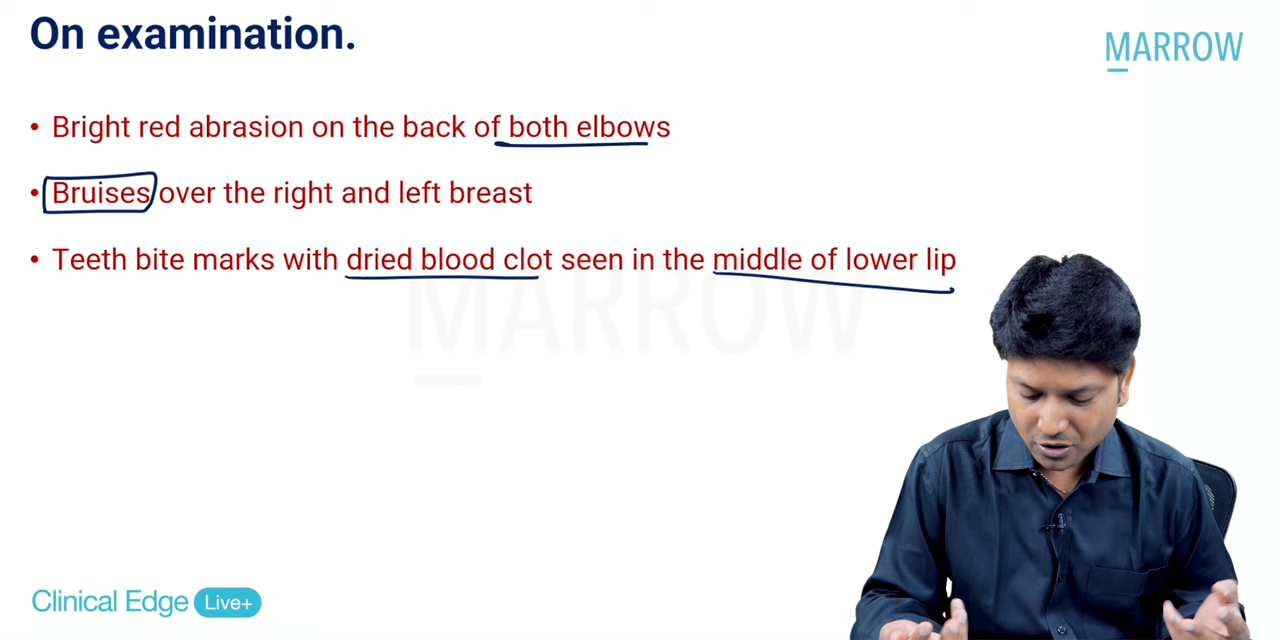 On examination.
MARROW
• Bright red abrasion on the back of both elbows
• Bruises over the right and left breast
• Teeth bite marks with dried blood clot seen in the middle of lower lip
MARROW
Clinical Edge Live+